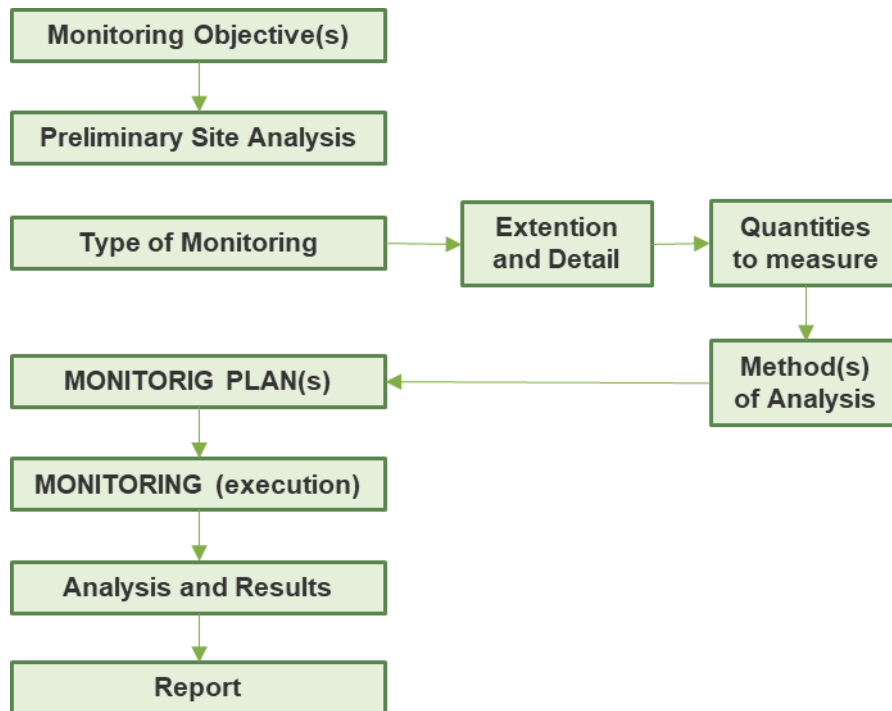 Monitoring Objective(s)
Preliminary Site Analysis
Type of Monitoring
Extention
and Detail
Quantities
to measure
Method(s)
of Analysis
MONITORIG PLAN(s)
MONITORING (execution)
Analysis and Results
Report